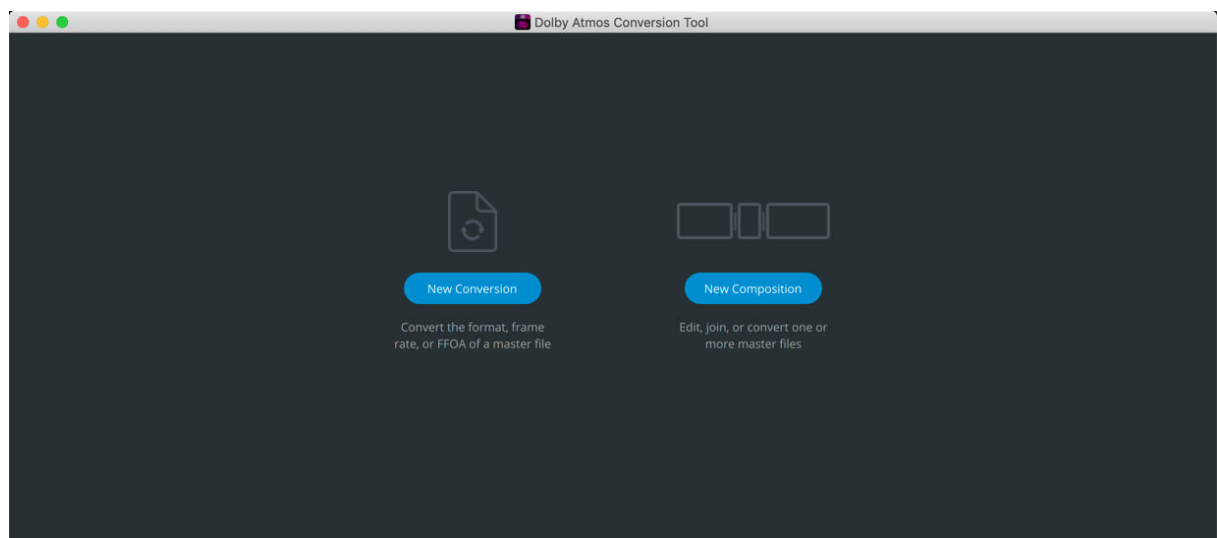 Dolby Atmos Conversion Tool
New Conversion
Convert the format, frame
rate, or FFOA of a master file
New Composition
Edit, join, or convert one or
more master files